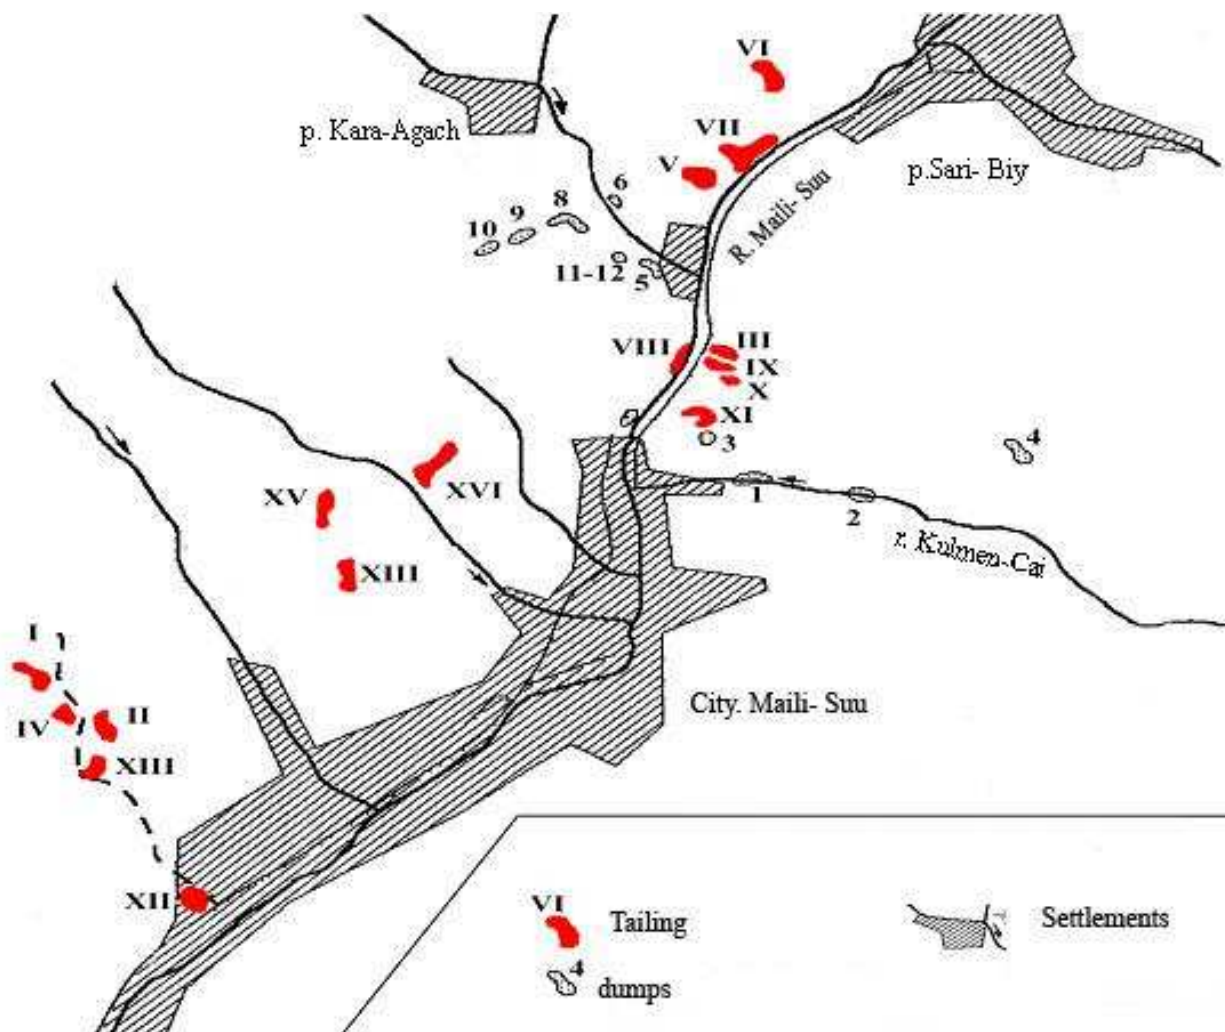 VI
p. Kara-Agach
VII
V
p.Sari- Biy
R. Maili- Suu
6
8
9
10
11-12
5
VIII
III
IX
X
XI
3
4
XVI
XV
1
2
r. Kulmen-Cai
XIII
I
IV
II
XIII
City. Maili- Suu
XII
VI
Tailing
Settlements
4
dumps